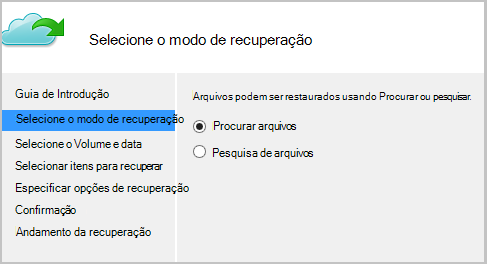 Selecione o modo de recuperação
Guia de Introdução
Selecione o modo de recuperação
Selecione o Volume e data
Selecionar itens para recuperar
Especificar opções de recuperação
Confirmação
Andamento da recuperação
Arquivos podem ser restaurados usando Procurar ou pesquisar.
Procurar arquivos
Pesquisa de arquivos